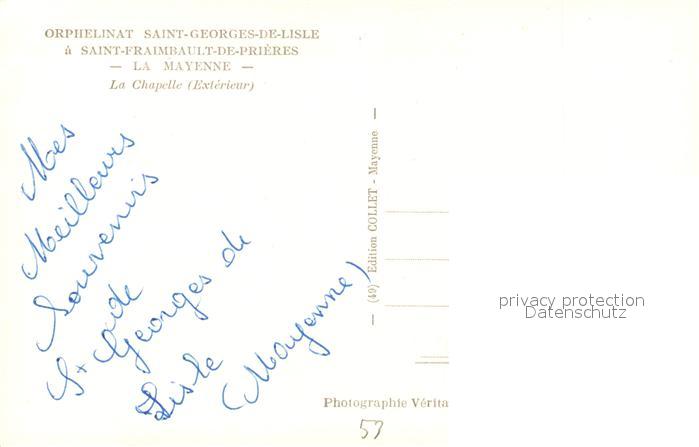 ORPHELINAT SAINT-GEORGES-DE-LISLE
à SAINT-FRAIMBAULT-DE-PRIÈRES
— LA MAYENNE —
La Chapelle (Extérieur)
Mes
Meilleurs
Souvenirs
de
St Georges de
Lisle
(Mayenne)
— (49) Edition COLLET - Mayenne —
privacy protection
Datenschutz
Photographie Vérita
53